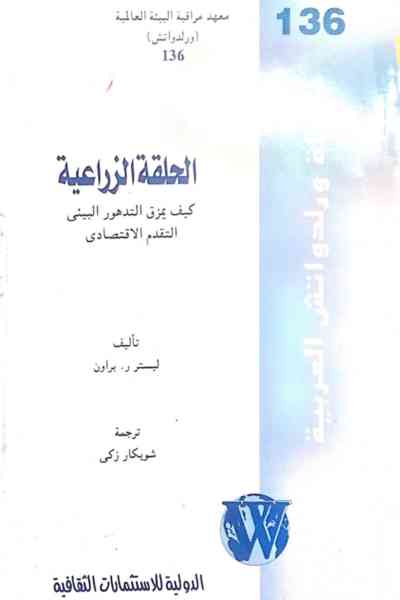 معهد مراقبة البيئة العالمية
(ورلدواتش)
136
136
الحلقة الزراعية
كيف يمزق التدهور البيئى
التقدم الاقتصادى
تأليف
ليستر ر. براون
ترجمة
شويكار زكى
ورلدواتش العربية
W
الدولية للاستثمارات الثقافية